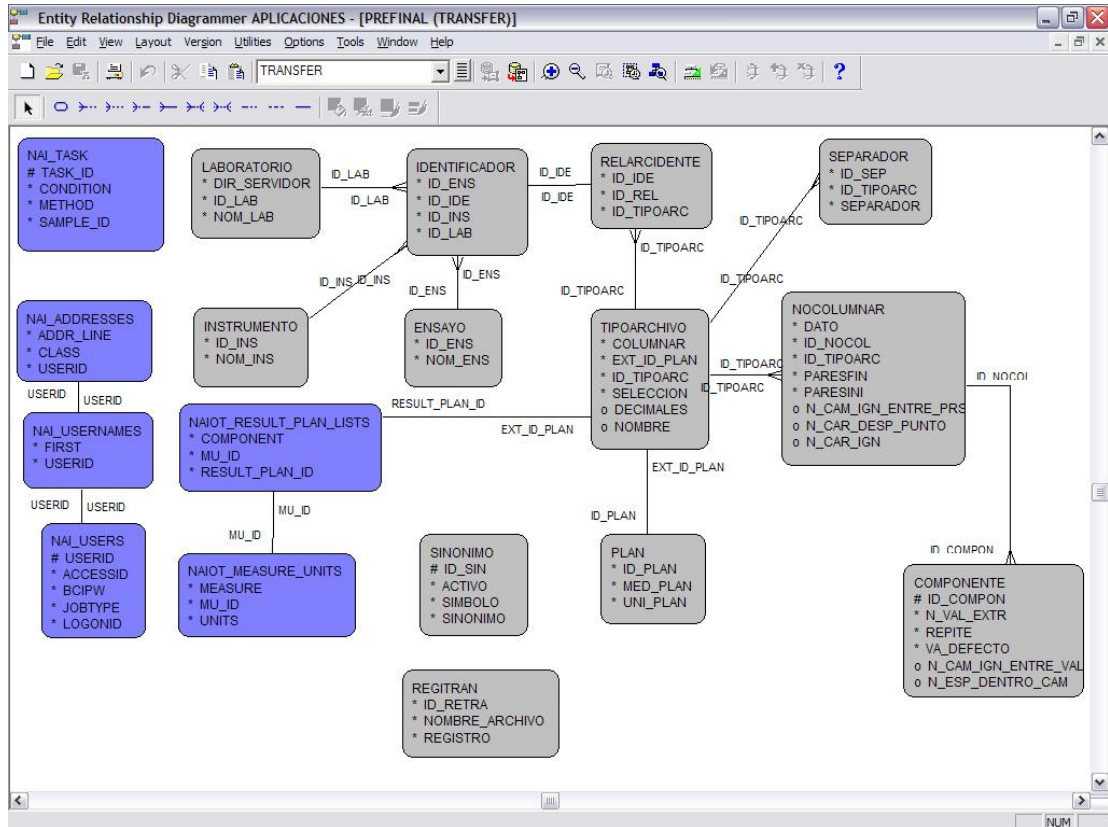 Entity Relationship Diagrammer APLICACIONES - [PREFINAL (TRANSFER)]
File Edit View Layout Version Utilities Options Tools Window Help
TRANSFER
NAI_TASK
# TASK_ID
* CONDITION
* METHOD
* SAMPLE_ID
LABORATORIO
* DIR_SERVIDOR
* ID_LAB
* NOM_LAB
ID_LAB
ID_LAB
IDENTIFICADOR
* ID_ENS
* ID_IDE
* ID_INS
* ID_LAB
ID_IDE
ID_IDE
RELARCIDENTE
* ID_IDE
* ID_REL
* ID_TIPOARC
SEPARADOR
* ID_SEP
* ID_TIPOARC
* SEPARADOR
ID_TIPOARC
ID_TIPOARC
ID_TIPOARC
ID_TIPOARC
ID_INS
ID_INS
ID_ENS
ID_ENS
NAI_ADDRESSES
* ADDR_LINE
* CLASS
* USERID
INSTRUMENTO
* ID_INS
* NOM_INS
ENSAYO
* ID_ENS
* NOM_ENS
TIPOARCHIVO
* COLUMNAR
* EXT_ID_PLAN
* ID_TIPOARC
* SELECCION
o DECIMALES
o NOMBRE
ID_TIPOARC
ID_TIPOARC
NOCOLUMNAR
* DATO
* ID_NOCOL
* ID_TIPOARC
* PARESFIN
* PARESINI
o N_CAM_IGN_ENTRE_PRS
o N_CAR_DESP_PUNTO
o N_CAR_IGN
ID_NOCOL
USERID
USERID
NAI_USERNAMES
* FIRST
* USERID
NAIOT_RESULT_PLAN_LISTS
* COMPONENT
* MU_ID
* RESULT_PLAN_ID
RESULT_PLAN_ID
EXT_ID_PLAN
EXT_ID_PLAN
ID_PLAN
USERID
USERID
MU_ID
MU_ID
NAI_USERS
# USERID
* ACCESSID
* BCIPW
* JOBTYPE
* LOGONID
NAIOT_MEASURE_UNITS
* MEASURE
* MU_ID
* UNITS
SINONIMO
# ID_SIN
* ACTIVO
* SIMBOLO
* SINONIMO
PLAN
* ID_PLAN
* MED_PLAN
* UNI_PLAN
ID_COMPON
COMPONENTE
# ID_COMPON
* N_VAL_EXTR
* REPITE
* VA_DEFECTO
o N_CAM_IGN_ENTRE_VAL
o N_ESP_DENTRO_CAM
REGITRAN
* ID_RETRA
* NOMBRE_ARCHIVO
* REGISTRO
NUM